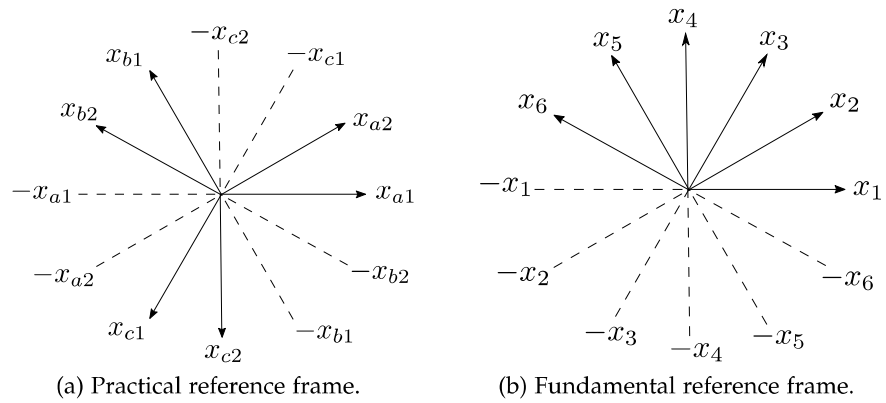 −x_{c2}
−x_{c1}
x_{b1}
x_{b2}
x_{a2}
−x_{a1}
x_{a1}
−x_{a2}
−x_{b2}
x_{c1}
−x_{b1}
x_{c2}
(a) Practical reference frame.
x_4
x_5
x_3
x_6
x_2
−x_1
x_1
−x_2
−x_6
−x_3
−x_5
−x_4
(b) Fundamental reference frame.